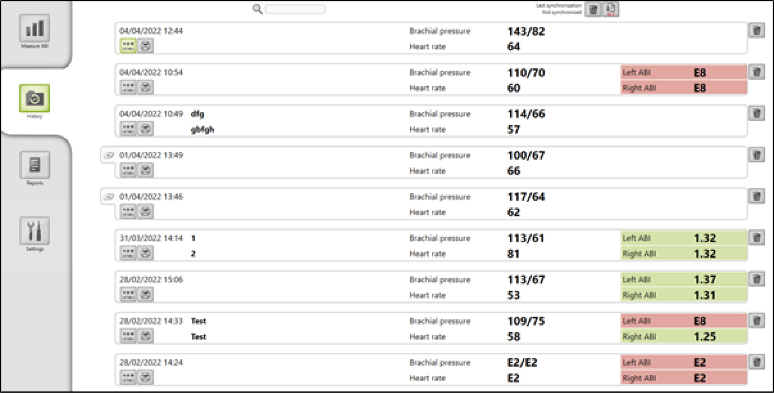 Last synchronization
Not synchronized
Measure ABI
History
Reports
Settings
04/04/2022 12:44 Brachial pressure 143/82
Heart rate 64
04/04/2022 10:54 Brachial pressure 110/70 Left ABI E8
Heart rate 60 Right ABI E8
04/04/2022 10:49 dfg Brachial pressure 114/66
gbfgh Heart rate 57
01/04/2022 13:49 Brachial pressure 100/67
Heart rate 66
01/04/2022 13:46 Brachial pressure 117/64
Heart rate 62
31/03/2022 14:14 1 Brachial pressure 113/61 Left ABI 1.32
2 Heart rate 81 Right ABI 1.32
28/02/2022 15:06 Brachial pressure 113/67 Left ABI 1.37
Heart rate 53 Right ABI 1.31
28/02/2022 14:33 Test Brachial pressure 109/75 Left ABI E8
Test Heart rate 58 Right ABI 1.25
28/02/2022 14:24 Brachial pressure E2/E2 Left ABI E2
Heart rate E2 Right ABI E2